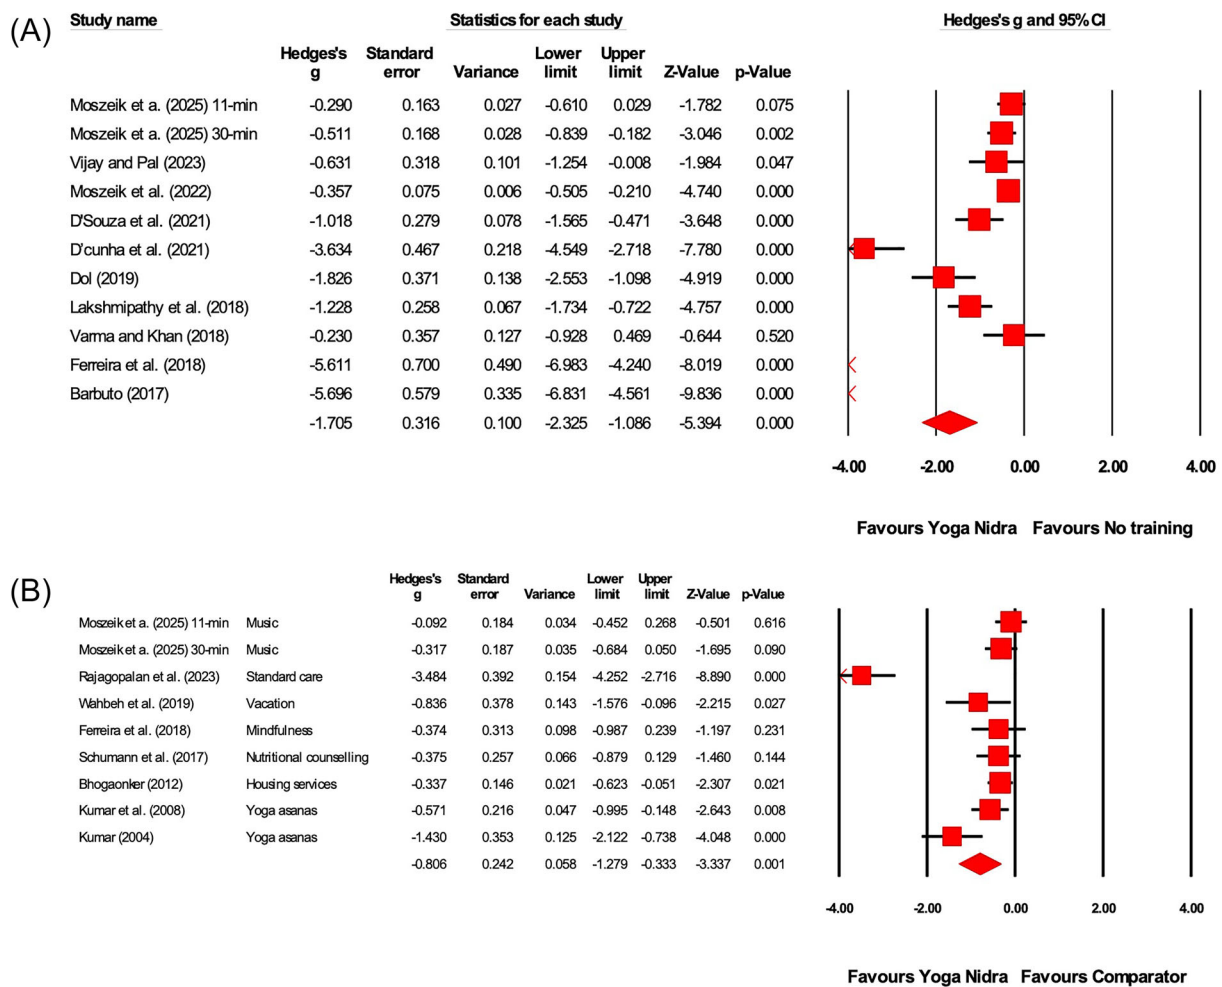 (A) Study name Statistics for each study Hedges's g and 95% CI
Hedges's g Standard error Variance Lower limit Upper limit Z-Value p-Value
Moszeik et a. (2025) 11-min -0.290 0.163 0.027 -0.610 0.029 -1.782 0.075
Moszeik et a. (2025) 30-min -0.511 0.168 0.028 -0.839 -0.182 -3.046 0.002
Vijay and Pal (2023) -0.631 0.318 0.101 -1.254 -0.008 -1.984 0.047
Moszeik et al. (2022) -0.357 0.075 0.006 -0.505 -0.210 -4.740 0.000
D'Souza et al. (2021) -1.018 0.279 0.078 -1.565 -0.471 -3.648 0.000
D'cunha et al. (2021) -3.634 0.467 0.218 -4.549 -2.718 -7.780 0.000
Dol (2019) -1.826 0.371 0.138 -2.553 -1.098 -4.919 0.000
Lakshmipathy et al. (2018) -1.228 0.258 0.067 -1.734 -0.722 -4.757 0.000
Varma and Khan (2018) -0.230 0.357 0.127 -0.928 0.469 -0.644 0.520
Ferreira et al. (2018) -5.611 0.700 0.490 -6.983 -4.240 -8.019 0.000
Barbuto (2017) -5.696 0.579 0.335 -6.831 -4.561 -9.836 0.000
-1.705 0.316 0.100 -2.325 -1.086 -5.394 0.000
-4.00 -2.00 0.00 2.00 4.00
Favours Yoga Nidra Favours No training
(B) Hedges's g Standard error Variance Lower limit Upper limit Z-Value p-Value
Moszeik et a. (2025) 11-min Music -0.092 0.184 0.034 -0.452 0.268 -0.501 0.616
Moszeik et a. (2025) 30-min Music -0.317 0.187 0.035 -0.684 0.050 -1.695 0.090
Rajagopalan et al. (2023) Standard care -3.484 0.392 0.154 -4.252 -2.716 -8.890 0.000
Wahbeh et al. (2019) Vacation -0.836 0.378 0.143 -1.576 -0.096 -2.215 0.027
Ferreira et al. (2018) Mindfulness -0.374 0.313 0.098 -0.987 0.239 -1.197 0.231
Schumann et al. (2017) Nutritional counselling -0.375 0.257 0.066 -0.879 0.129 -1.460 0.144
Bhogaonker (2012) Housing services -0.337 0.146 0.021 -0.623 -0.051 -2.307 0.021
Kumar et al. (2008) Yoga asanas -0.571 0.216 0.047 -0.995 -0.148 -2.643 0.008
Kumar (2004) Yoga asanas -1.430 0.353 0.125 -2.122 -0.738 -4.048 0.000
-0.806 0.242 0.058 -1.279 -0.333 -3.337 0.001
-4.00 -2.00 0.00 2.00 4.00
Favours Yoga Nidra Favours Comparator